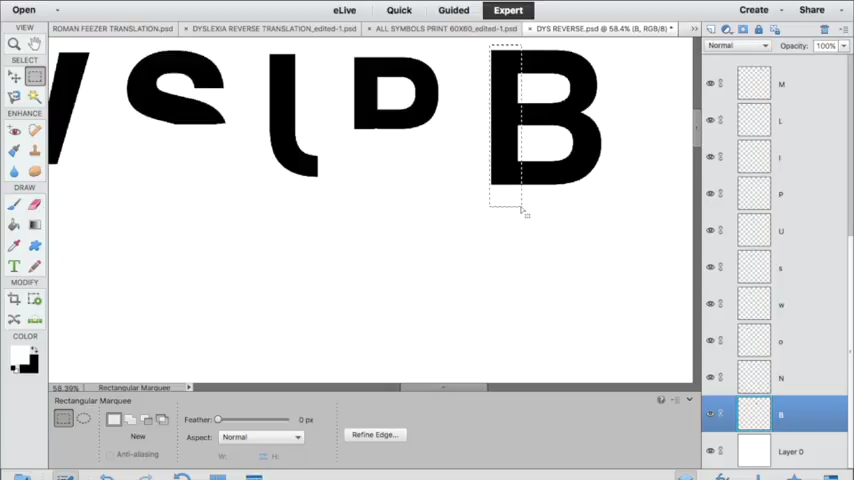 Open eLive Quick Guided Expert Create Share
VIEW ROMAN FEEZER TRANSLATION.psd × DYSLEXIA REVERSE TRANSLATION_edited-1.psd × ALL SYMBOLS PRINT 60X60_edited-1.psd × DYS REVERSE.psd @ 58.4% (B, RGB/8) * >>
Normal Opacity: 100%
SELECT
ENHANCE
DRAW
T
MODIFY
COLOR
B
M
L
I
P
U
s
w
o
N
B
Layer 0
58.39% Rectangular Marquee
Rectangular Marquee
New
Anti-aliasing
Feather: 0 px
Aspect: Normal
W: H:
Refine Edge...